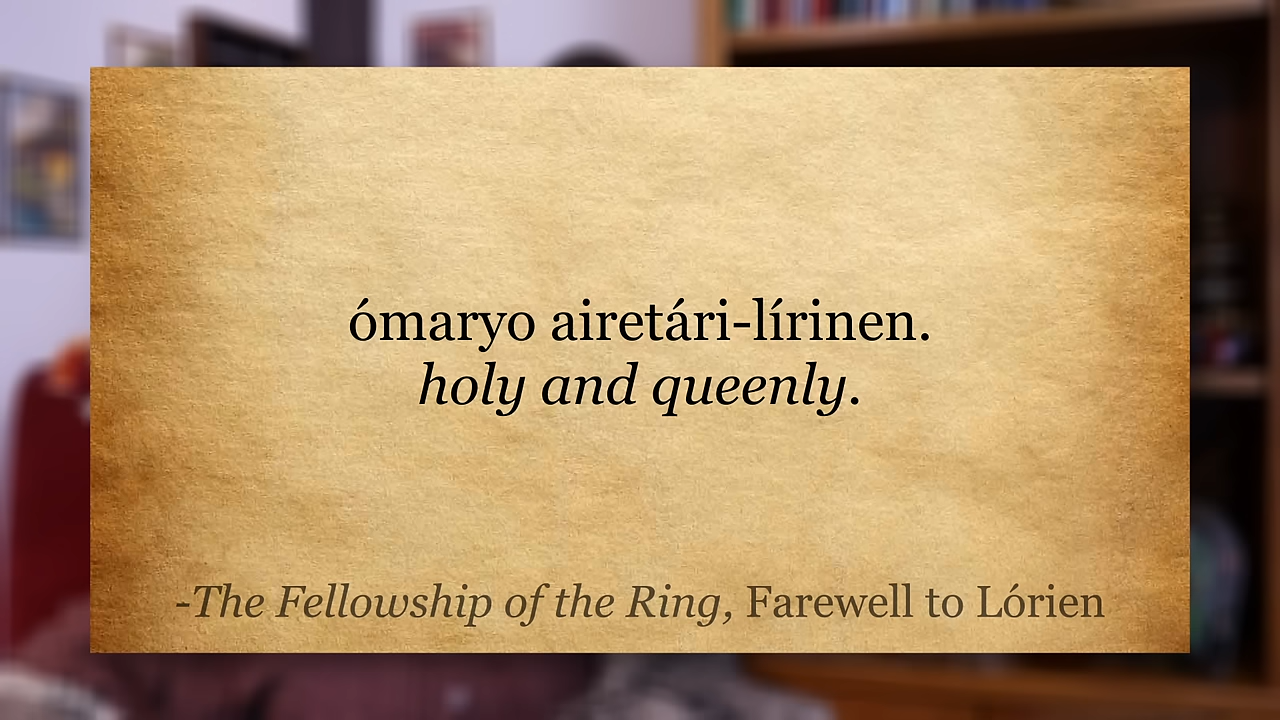 ómaryo airetári-lírinen.
holy and queenly.
-The Fellowship of the Ring, Farewell to Lórien